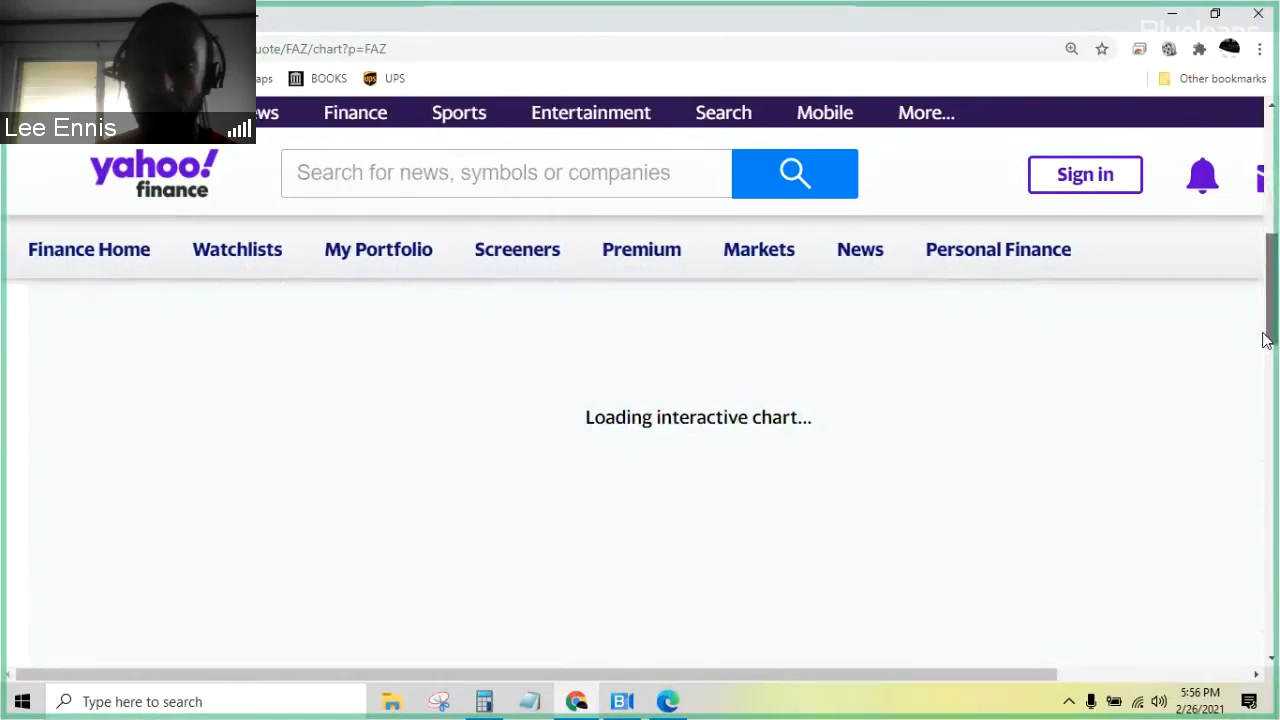 BlueJeans
uote/FAZ/chart?p=FAZ
aps BOOKS ups UPS Other bookmarks
Lee Ennis
ws Finance Sports Entertainment Search Mobile More...
yahoo!
finance
Search for news, symbols or companies
Sign in
Finance Home Watchlists My Portfolio Screeners Premium Markets News Personal Finance
Loading interactive chart...
Type here to search
5:56 PM
2/26/2021